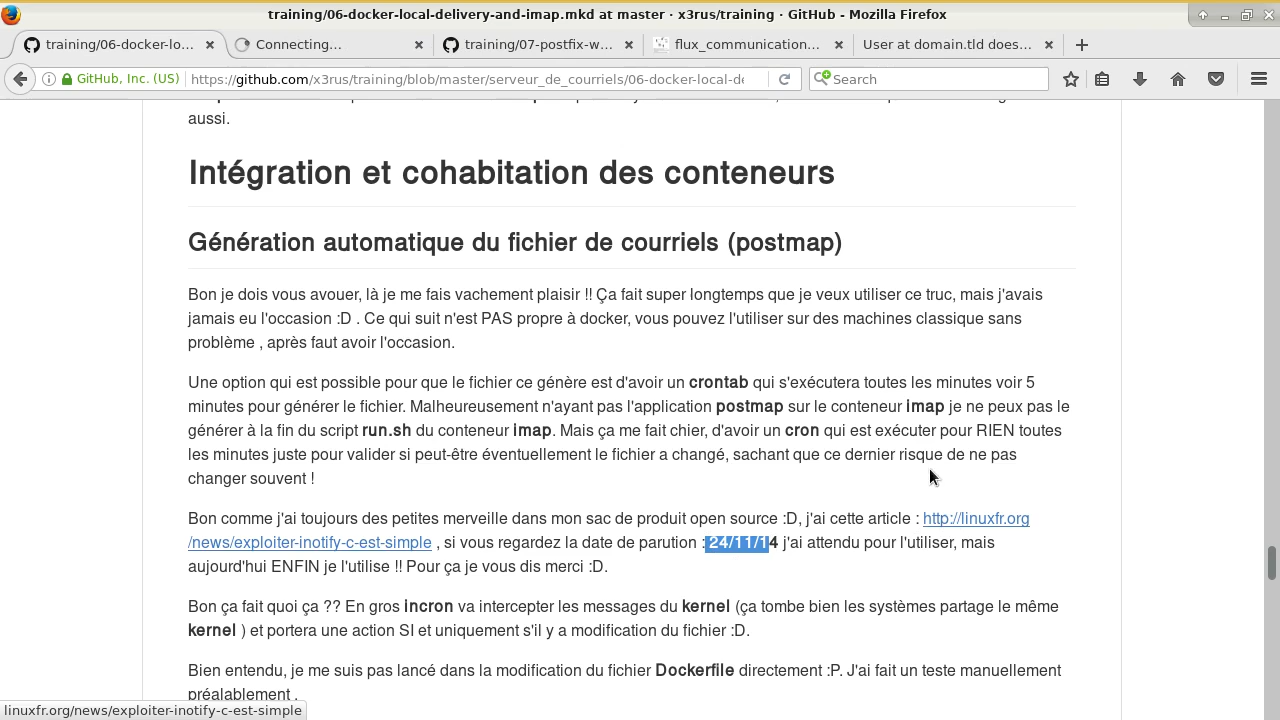 training/06-docker-local-delivery-and-imap.mkd at master · x3rus/training · GitHub - Mozilla Firefox
training/06-docker-lo... × Connecting... × training/07-postfix-w... × flux_communication... × User at domain.tld does... × +
GitHub, Inc. (US) https://github.com/x3rus/training/blob/master/serveur_de_courriels/06-docker-local-de Search
aussi.
Intégration et cohabitation des conteneurs
Génération automatique du fichier de courriels (postmap)
Bon je dois vous avouer, là je me fais vachement plaisir !! Ça fait super longtemps que je veux utiliser ce truc, mais j'avais
jamais eu l'occasion :D . Ce qui suit n'est PAS propre à docker, vous pouvez l'utiliser sur des machines classique sans
problème , après faut avoir l'occasion.
Une option qui est possible pour que le fichier ce génère est d'avoir un crontab qui s'exécutera toutes les minutes voir 5
minutes pour générer le fichier. Malheureusement n'ayant pas l'application postmap sur le conteneur imap je ne peux pas le
générer à la fin du script run.sh du conteneur imap. Mais ça me fait chier, d'avoir un cron qui est exécuter pour RIEN toutes
les minutes juste pour valider si peut-être éventuellement le fichier a changé, sachant que ce dernier risque de ne pas
changer souvent !
Bon comme j'ai toujours des petites merveille dans mon sac de produit open source :D, j'ai cette article : http://linuxfr.org
/news/exploiter-inotify-c-est-simple , si vous regardez la date de parution : 24/11/14 j'ai attendu pour l'utiliser, mais
aujourd'hui ENFIN je l'utilise !! Pour ça je vous dis merci :D.
Bon ça fait quoi ça ?? En gros incron va intercepter les messages du kernel (ça tombe bien les systèmes partage le même
kernel ) et portera une action SI et uniquement s'il y a modification du fichier :D.
Bien entendu, je me suis pas lancé dans la modification du fichier Dockerfile directement :P. J'ai fait un teste manuellement
préalablement .
linuxfr.org/news/exploiter-inotify-c-est-simple